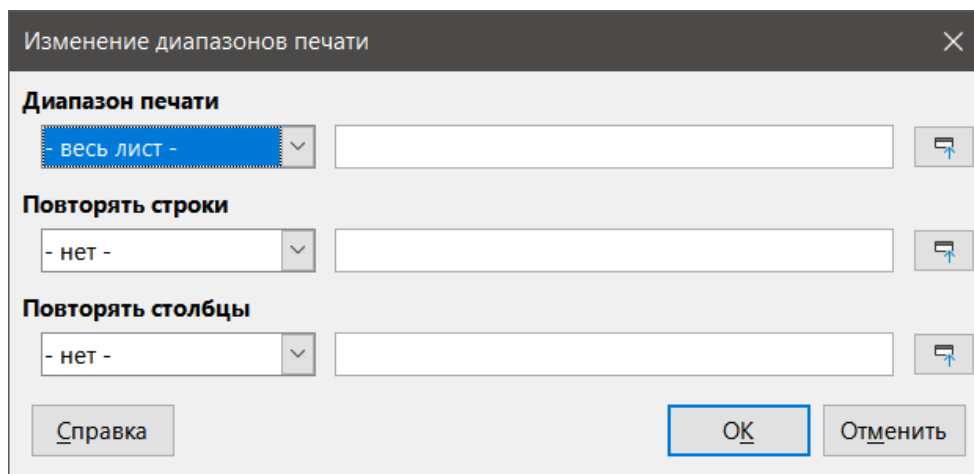 Изменение диапазонов печати
Диапазон печати
- весь лист -
Повторять строки
- нет -
Повторять столбцы
- нет -
Справка
OK
Отменить